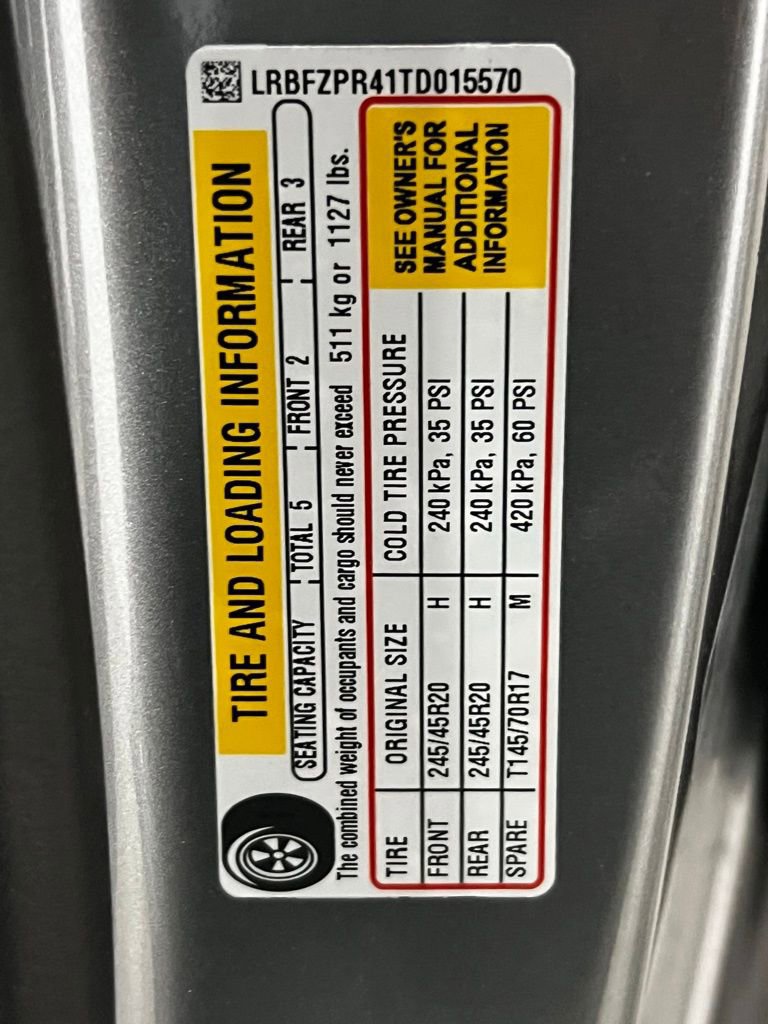 LRBFZPR41TD015570
TIRE AND LOADING INFORMATION
SEATING CAPACITY TOTAL 5 FRONT 2 REAR 3
The combined weight of occupants and cargo should never exceed 511 kg or 1127 lbs.
TIRE ORIGINAL SIZE COLD TIRE PRESSURE
FRONT 245/45R20 H 240 kPa, 35 PSI
REAR 245/45R20 H 240 kPa, 35 PSI
SPARE T145/70R17 M 420 kPa, 60 PSI
SEE OWNER'S
MANUAL FOR
ADDITIONAL
INFORMATION